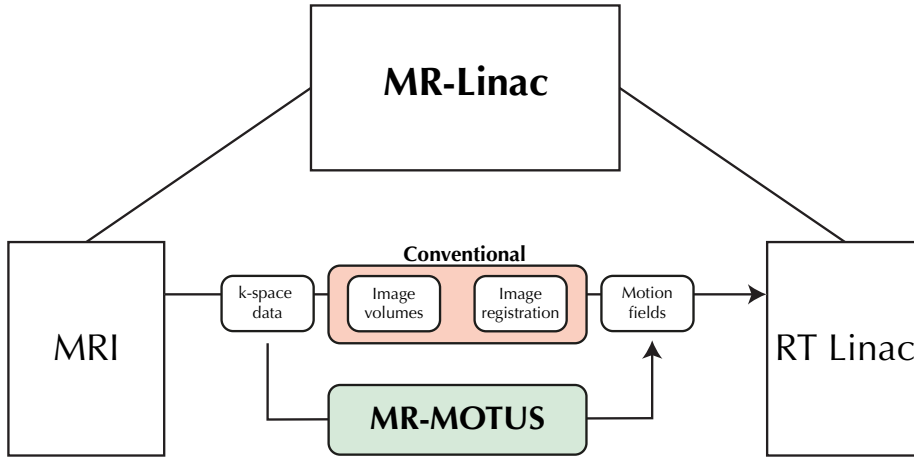 MR-Linac
Conventional
MRI
k-space
data
Image
volumes
Image
registration
Motion
fields
RT Linac
MR-MOTUS